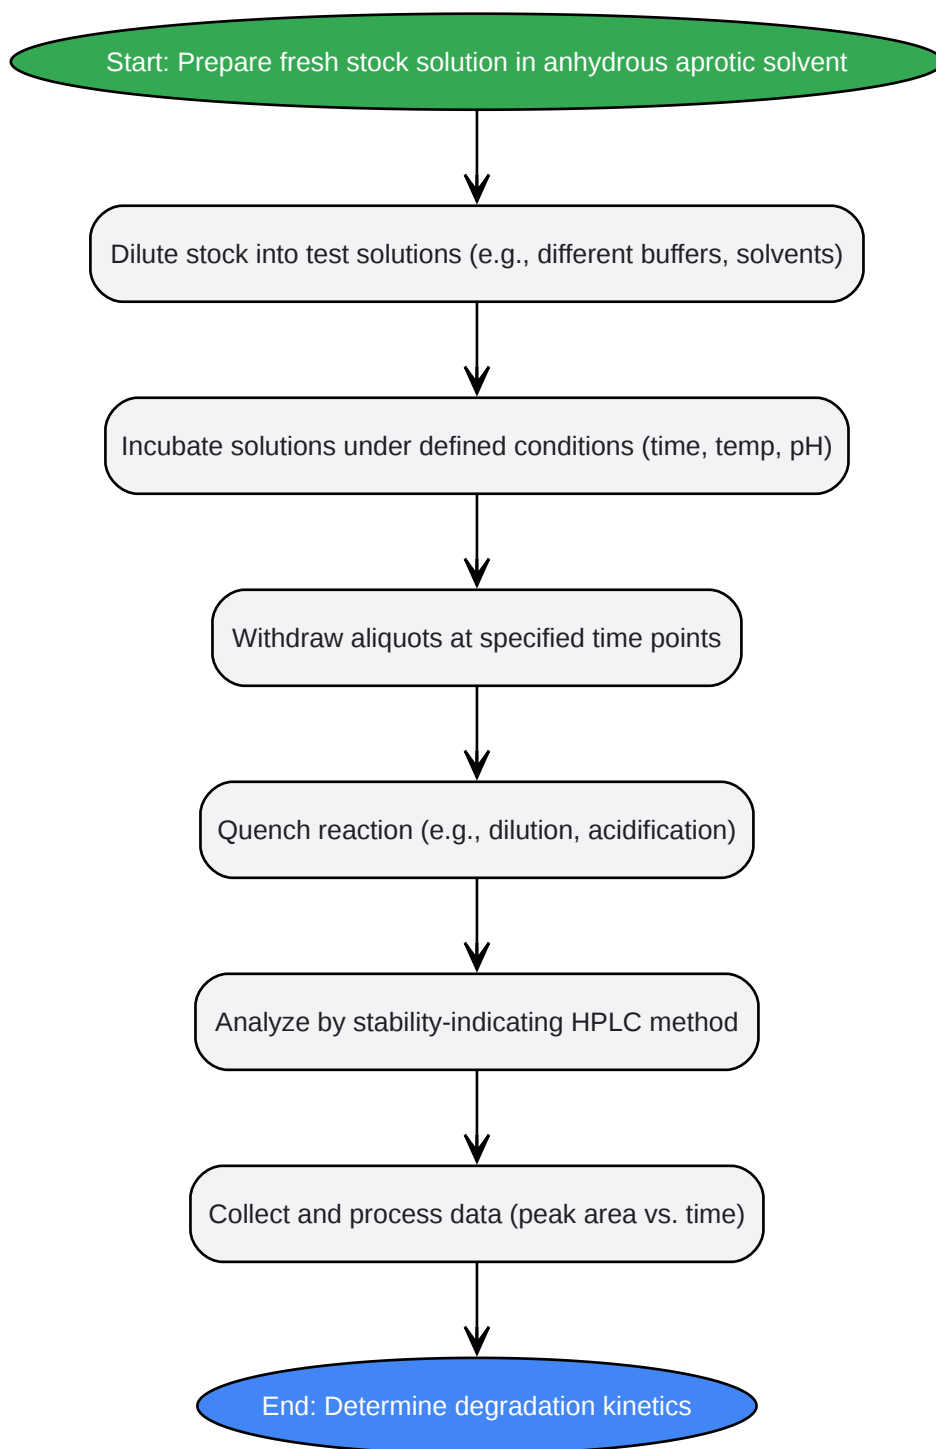 Start: Prepare fresh stock solution in anhydrous aprotic solvent
Dilute stock into test solutions (e.g., different buffers, solvents)
Incubate solutions under defined conditions (time, temp, pH)
Withdraw aliquots at specified time points
Quench reaction (e.g., dilution, acidification)
Analyze by stability-indicating HPLC method
Collect and process data (peak area vs. time)
End: Determine degradation kinetics